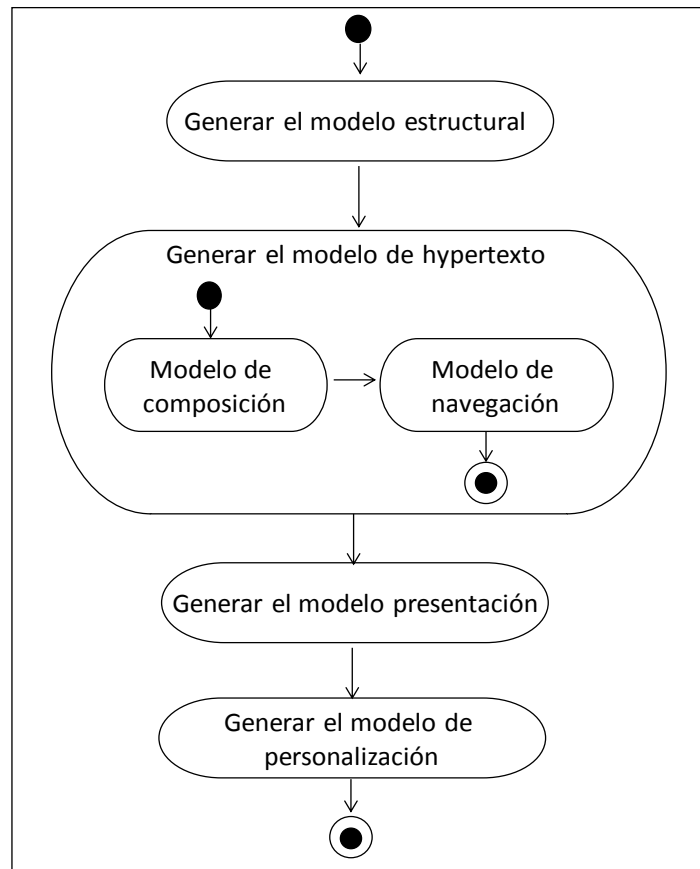 Generar el modelo estructural
Generar el modelo de hypertexto
Modelo de
composición
Modelo de
navegación
Generar el modelo presentación
Generar el modelo de
personalización